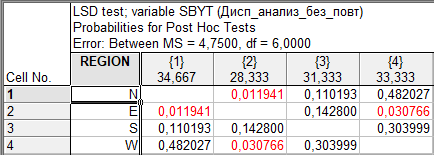 LSD test; variable SBYT (Дисп_анализ_без_повт)
Probabilities for Post Hoc Tests
Error: Between MS = 4,7500, df = 6,0000
Cell No. REGION {1} {2} {3} {4}
34,667 28,333 31,333 33,333
1 N 0,011941 0,110193 0,482027
2 E 0,011941 0,142800 0,030766
3 S 0,110193 0,142800 0,303999
4 W 0,482027 0,030766 0,303999